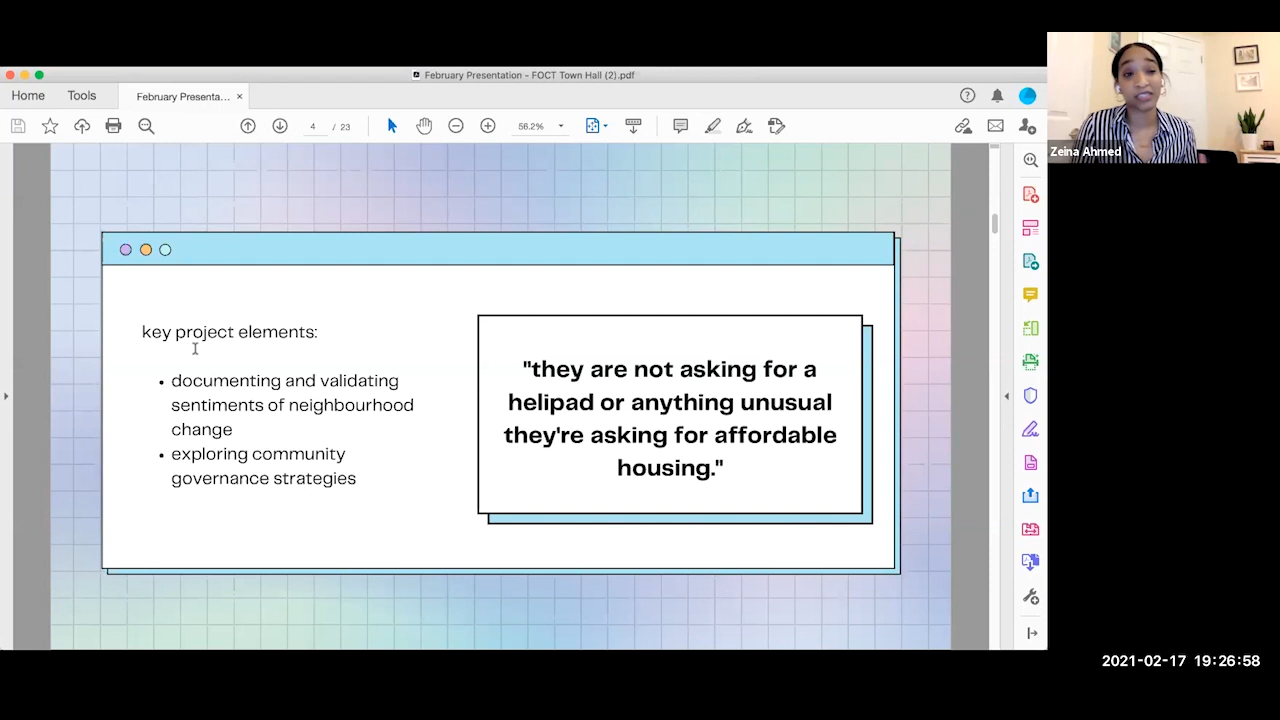 February Presentation - FOCT Town Hall (2).pdf
Home
Tools
February Presenta... ×
4 / 23
56.2%
Zeina Ahmed
key project elements:
"they are not asking for a
helipad or anything unusual
they're asking for affordable
housing."
• documenting and validating
sentiments of neighbourhood
change
• exploring community
governance strategies
2021-02-17 19:26:58